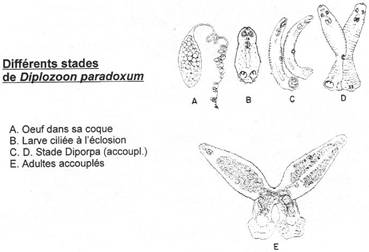 Différents stades
de Diplozoon paradoxum
A B C D
A. Oeuf dans sa coque
B. Larve ciliée à l'éclosion
C. D. Stade Diporpa (accoupl.)
E. Adultes accouplés
E